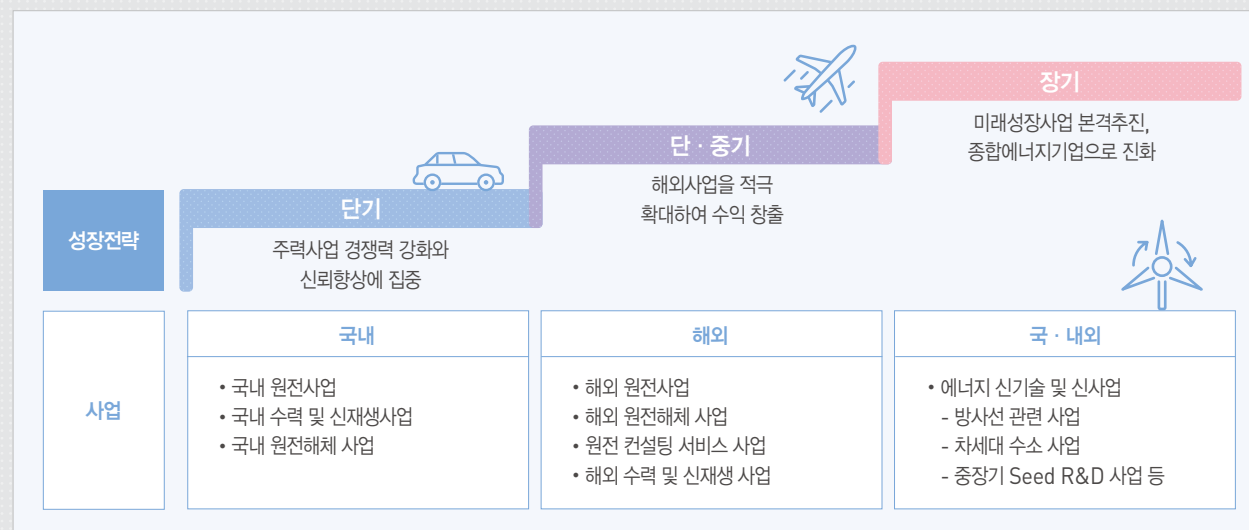 성장전략
단기
주력사업 경쟁력 강화와
신뢰향상에 집중
단 · 중기
해외사업을 적극
확대하여 수익 창출
장기
미래성장사업 본격추진,
종합에너지기업으로 진화
사업
국내
• 국내 원전사업
• 국내 수력 및 신재생사업
• 국내 원전해체 사업
해외
• 해외 원전사업
• 해외 원전해체 사업
• 원전 컨설팅 서비스 사업
• 해외 수력 및 신재생 사업
국 · 내외
• 에너지 신기술 및 신사업
- 방사선 관련 사업
- 차세대 수소 사업
- 중장기 Seed R&D 사업 등